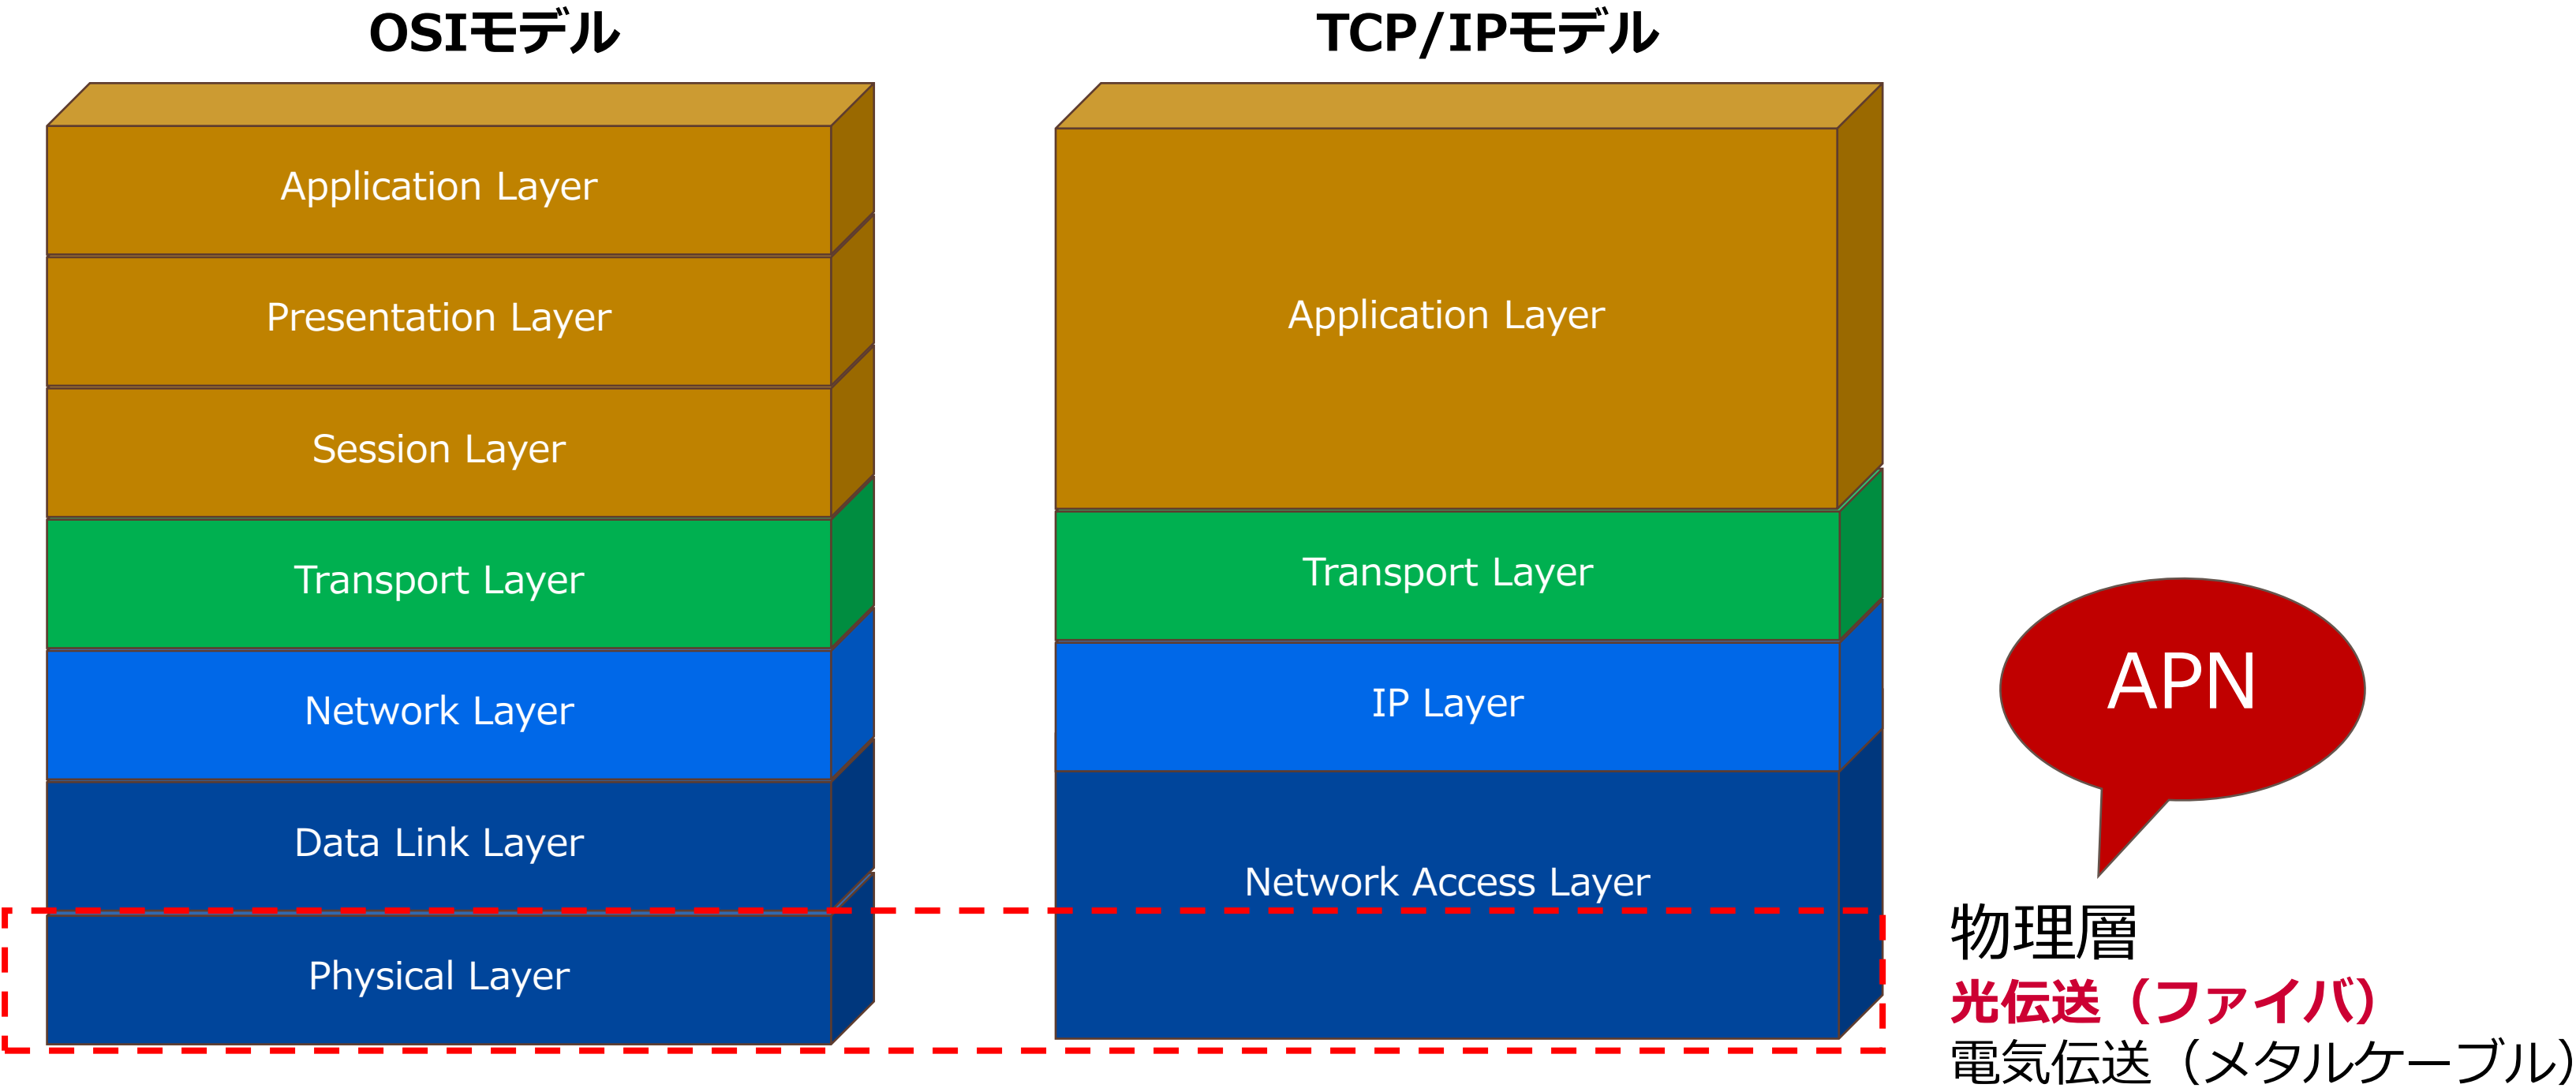 OSIモデル
Application Layer
Presentation Layer
Session Layer
Transport Layer
Network Layer
Data Link Layer
Physical Layer
TCP/IPモデル
Application Layer
Transport Layer
IP Layer
Network Access Layer
APN
物理層
光伝送（ファイバ）
電気伝送（メタルケーブル）